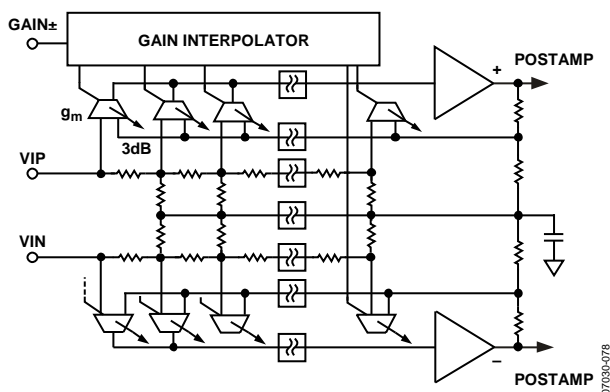 GAIN±
GAIN INTERPOLATOR
POSTAMP
+
gm
3dB
VIP
VIN
–
POSTAMP
07030-078